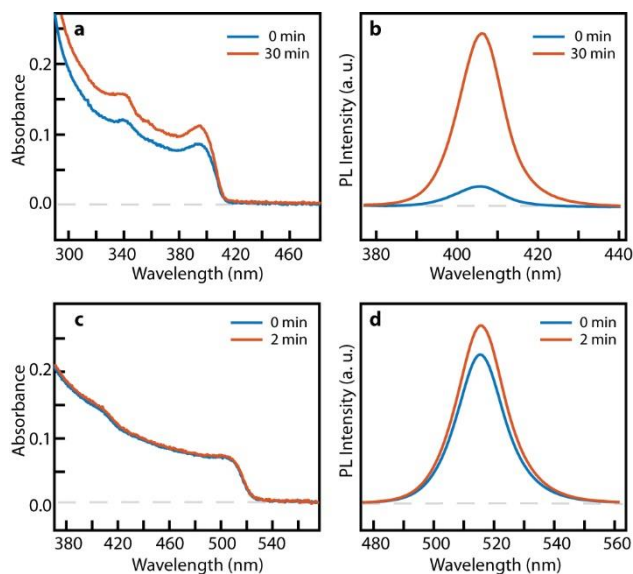 a
0 min
30 min
0.2
0.1
0.0
Absorbance
300 340 380 420 460
Wavelength (nm)
b
0 min
30 min
PL Intensity (a. u.)
380 400 420 440
Wavelength (nm)
c
0 min
2 min
0.2
0.1
0.0
Absorbance
380 420 460 500 540
Wavelength (nm)
d
0 min
2 min
PL Intensity (a. u.)
480 500 520 540 560
Wavelength (nm)